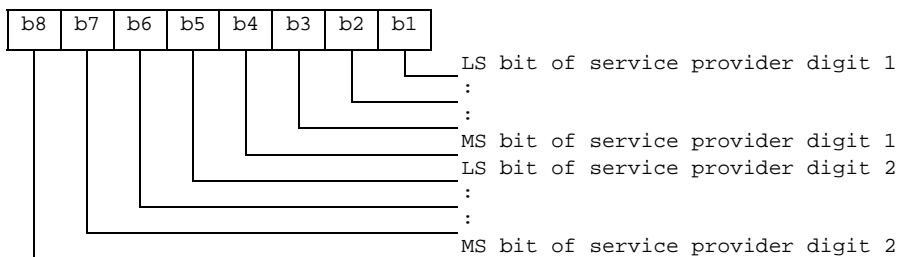 b8 b7 b6 b5 b4 b3 b2 b1
LS bit of service provider digit 1
:
:
MS bit of service provider digit 1
LS bit of service provider digit 2
:
:
MS bit of service provider digit 2